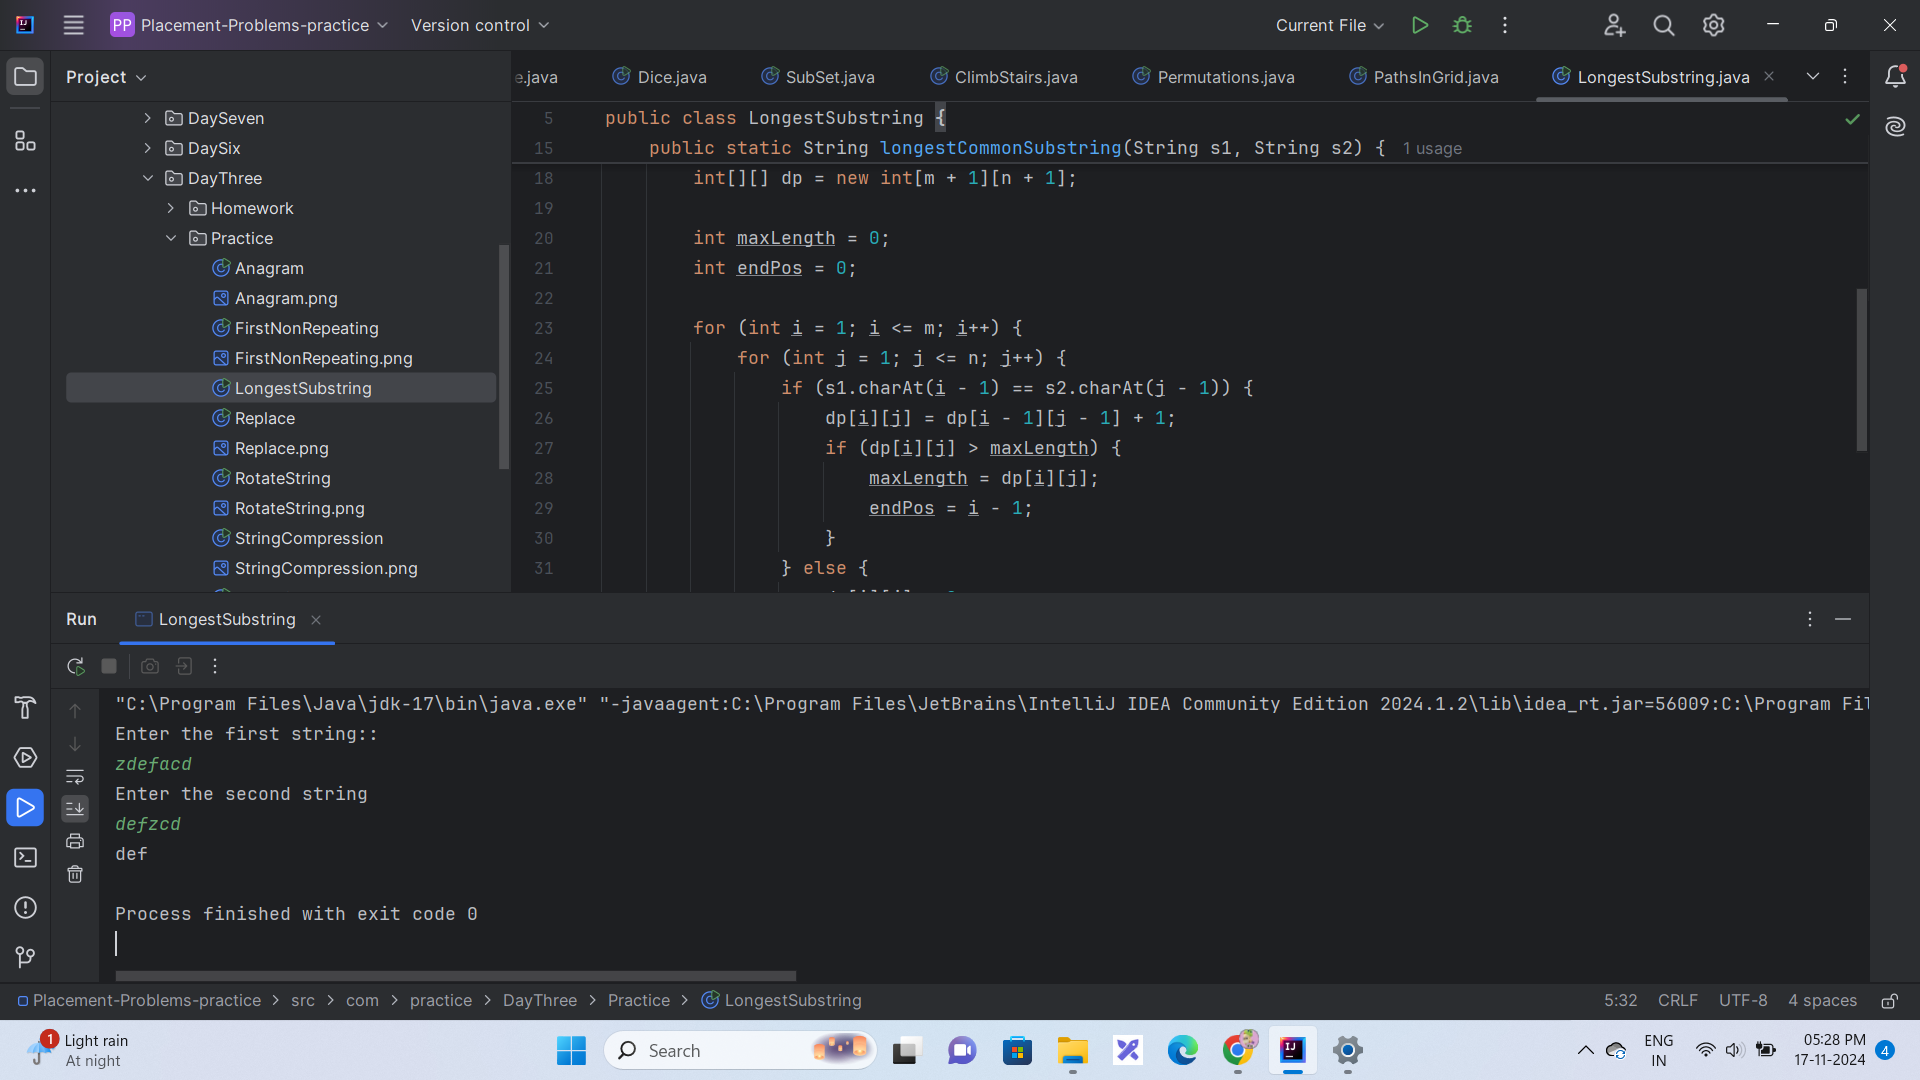 PP Placement-Problems-practice Version control Current File
Project
e.java Dice.java SubSet.java ClimbStairs.java Permutations.java PathsInGrid.java LongestSubstring.java
DaySeven
DaySix
DayThree
Homework
Practice
Anagram
Anagram.png
FirstNonRepeating
FirstNonRepeating.png
LongestSubstring
Replace
Replace.png
RotateString
RotateString.png
StringCompression
StringCompression.png
5 public class LongestSubstring {
15 public static String longestCommonSubstring(String s1, String s2) { 1 usage
18 int[][] dp = new int[m + 1][n + 1];
19
20 int maxLength = 0;
21 int endPos = 0;
22
23 for (int i = 1; i <= m; i++) {
24 for (int j = 1; j <= n; j++) {
25 if (s1.charAt(i - 1) == s2.charAt(j - 1)) {
26 dp[i][j] = dp[i - 1][j - 1] + 1;
27 if (dp[i][j] > maxLength) {
28 maxLength = dp[i][j];
29 endPos = i - 1;
30 }
31 } else {
Run LongestSubstring
"C:\Program Files\Java\jdk-17\bin\java.exe" "-javaagent:C:\Program Files\JetBrains\IntelliJ IDEA Community Edition 2024.1.2\lib\idea_rt.jar=56009:C:\Program Fil
Enter the first string::
zdefacd
Enter the second string
defzcd
def
Process finished with exit code 0
Placement-Problems-practice > src > com > practice > DayThree > Practice > LongestSubstring 5:32 CRLF UTF-8 4 spaces
1 Light rain
At night
Search
ENG
IN
05:28 PM
17-11-2024
4